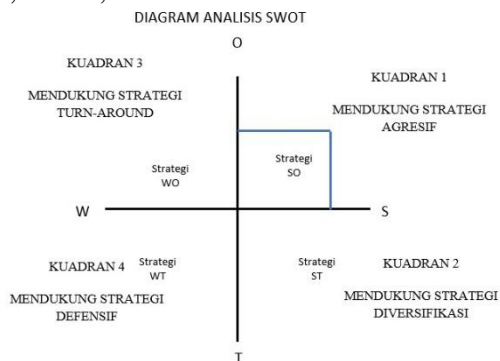 DIAGRAM ANALISIS SWOT
O
KUADRAN 3
MENDUKUNG STRATEGI
TURN-AROUND
KUADRAN 1
MENDUKUNG STRATEGI
AGRESIF
Strategi
WO
Strategi
SO
W
S
KUADRAN 4
MENDUKUNG STRATEGI
DEFENSIF
Strategi
WT
Strategi
ST
KUADRAN 2
MENDUKUNG STRATEGI
DIVERSIFIKASI
T